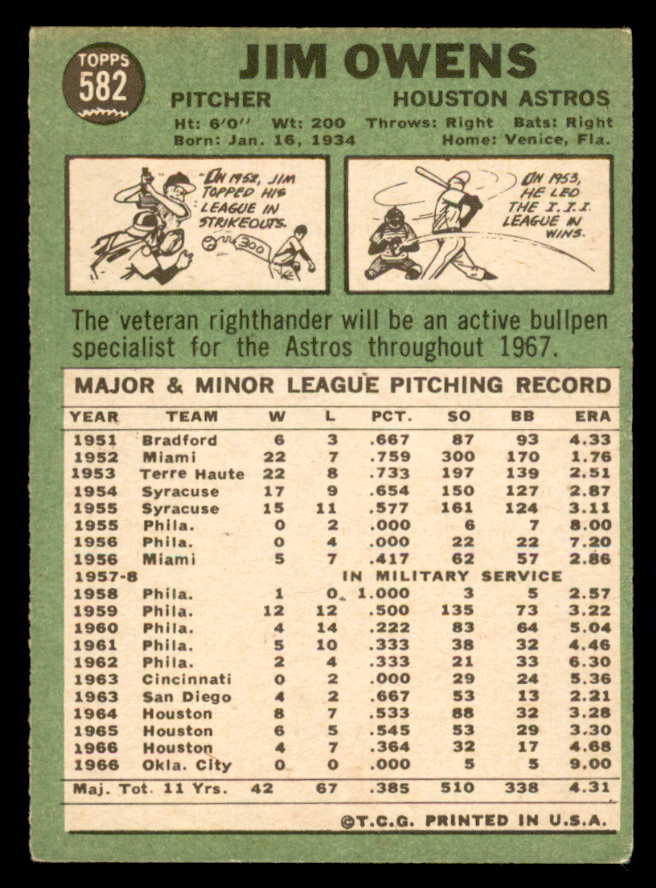 TOPPS
582
JIM OWENS
PITCHER HOUSTON ASTROS
Ht: 6'0" Wt: 200 Throws: Right Bats: Right
Born: Jan. 16, 1934 Home: Venice, Fla.
IN 1952, JIM
TOPPED HIS
LEAGUE IN
STRIKEOUTS.
300
IN 1953,
HE LED
THE I.I.I.
LEAGUE IN
WINS.
The veteran righthander will be an active bullpen
specialist for the Astros throughout 1967.
MAJOR & MINOR LEAGUE PITCHING RECORD
YEAR TEAM W L PCT. SO BB ERA
1951 Bradford 6 3 .667 87 93 4.33
1952 Miami 22 7 .759 300 170 1.76
1953 Terre Haute 22 8 .733 197 139 2.51
1954 Syracuse 17 9 .654 150 127 2.87
1955 Syracuse 15 11 .577 161 124 3.11
1955 Phila. 0 2 .000 6 7 8.00
1956 Phila. 0 4 .000 22 22 7.20
1956 Miami 5 7 .417 62 57 2.86
1957-8 IN MILITARY SERVICE
1958 Phila. 1 0 1.000 3 5 2.57
1959 Phila. 12 12 .500 135 73 3.22
1960 Phila. 4 14 .222 83 64 5.04
1961 Phila. 5 10 .333 38 32 4.46
1962 Phila. 2 4 .333 21 33 6.30
1963 Cincinnati 0 2 .000 29 24 5.36
1963 San Diego 4 2 .667 53 13 2.21
1964 Houston 8 7 .533 88 32 3.28
1965 Houston 6 5 .545 53 29 3.30
1966 Houston 4 7 .364 32 17 4.68
1966 Okla. City 0 0 .000 5 5 9.00
Maj. Tot. 11 Yrs. 42 67 .385 510 338 4.31
©T.C.G. PRINTED IN U.S.A.